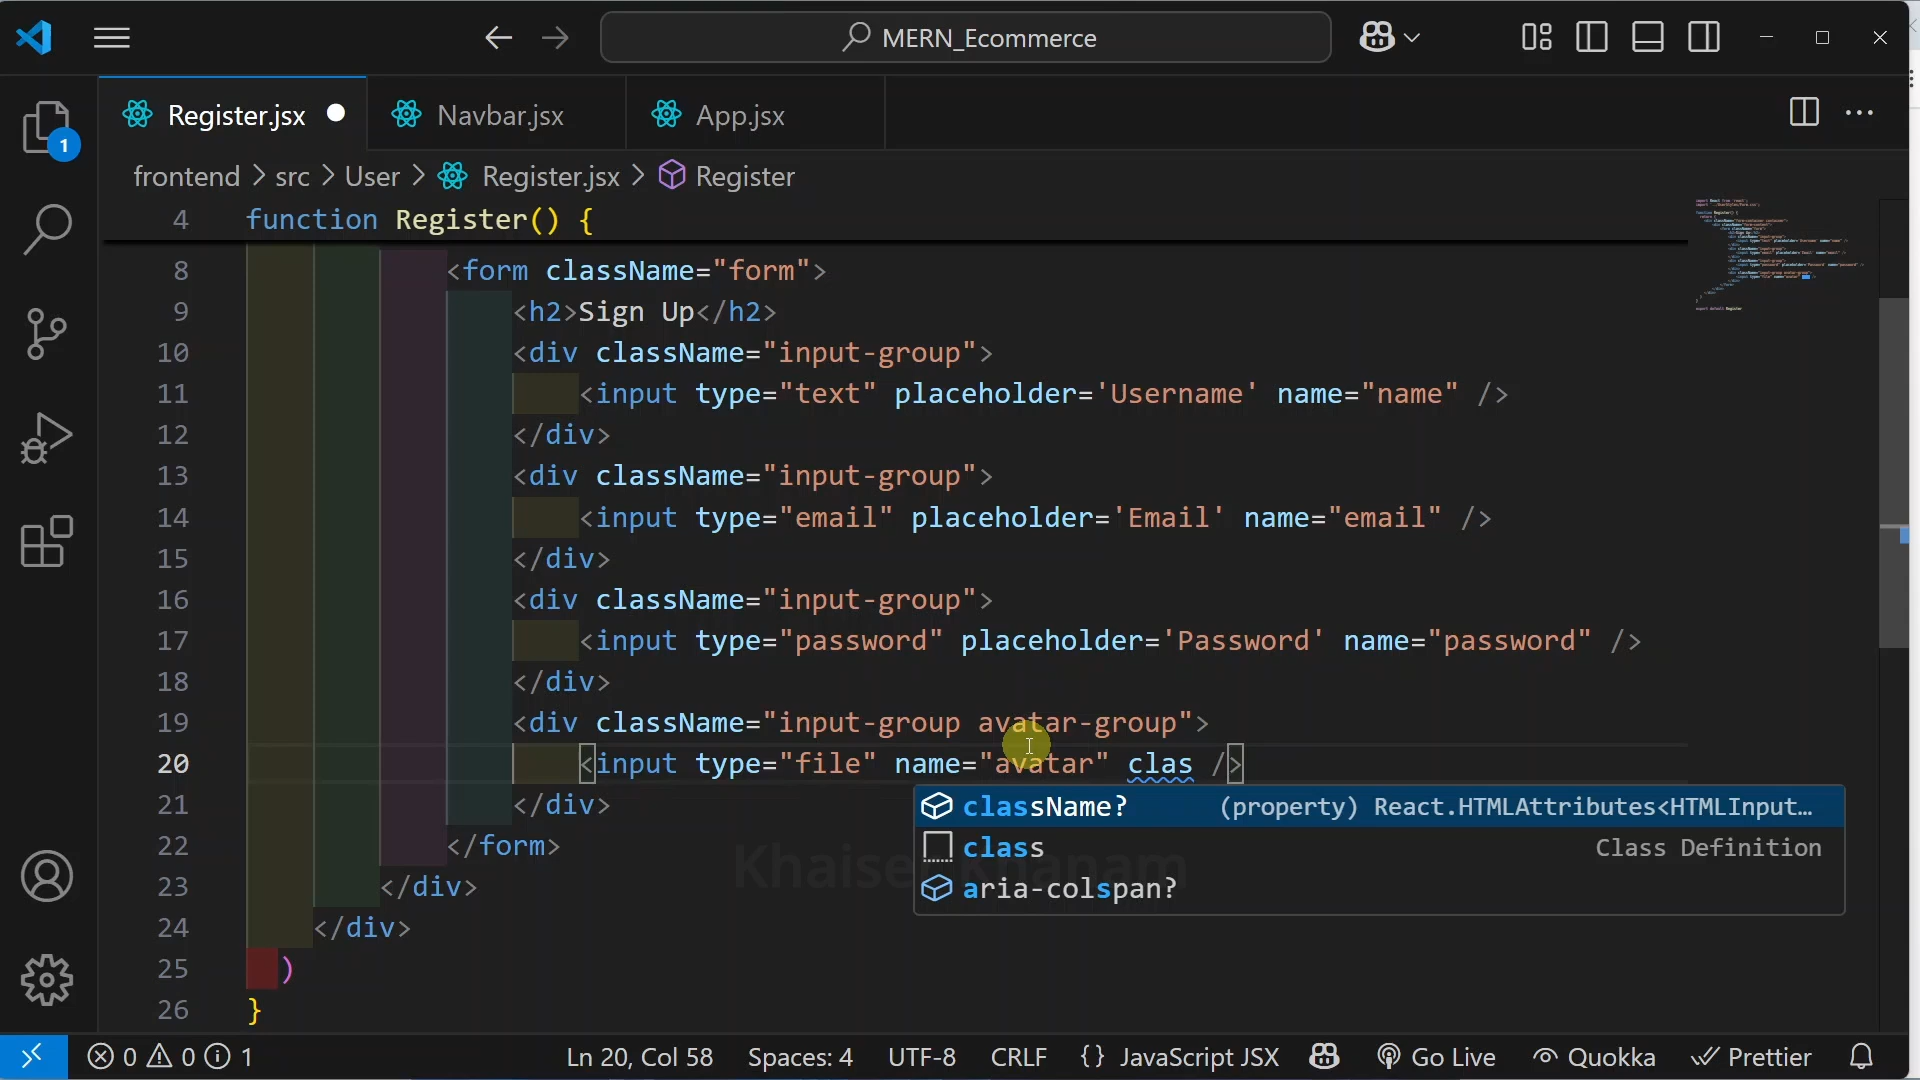 MERN_Ecommerce
Register.jsx
Navbar.jsx
App.jsx
1
frontend > src > User > Register.jsx > Register
4 function Register() {
8 <form className="form">
9 <h2>Sign Up</h2>
10 <div className="input-group">
11 <input type="text" placeholder='Username' name="name" />
12 </div>
13 <div className="input-group">
14 <input type="email" placeholder='Email' name="email" />
15 </div>
16 <div className="input-group">
17 <input type="password" placeholder='Password' name="password" />
18 </div>
19 <div className="input-group avatar-group">
20 <input type="file" name="avatar" clas />
className? (property) React.HTMLAttributes<HTMLInput…
21 </div>
22 </form>
class Class Definition
23 </div>
aria-colspan?
24 </div>
25 )
26 }
0 0 1 Ln 20, Col 58 Spaces: 4 UTF-8 CRLF {} JavaScript JSX Go Live Quokka Prettier